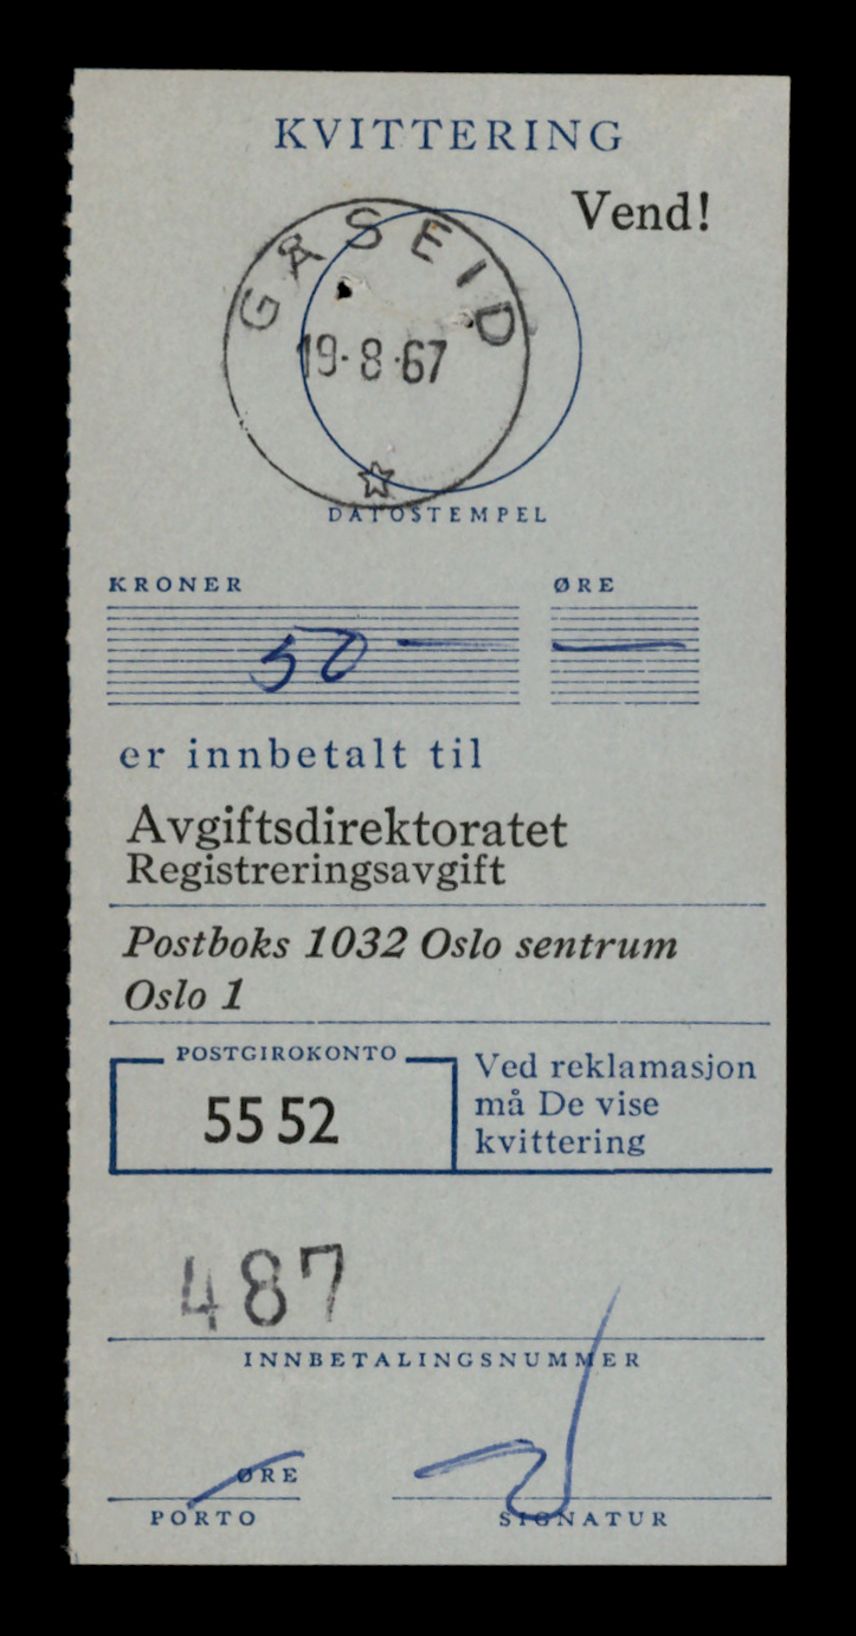 KVITTERING
Vend!
GÅSEID
19.8.67
DATOSTEMPEL
KRONER ØRE
50 — —
er innbetalt til
Avgiftsdirektoratet
Registreringsavgift
Postboks 1032 Oslo sentrum
Oslo 1
POSTGIROKONTO
55 52
Ved reklamasjon
må De vise
kvittering
487
INNBETALINGSNUMMER
ØRE
PORTO
SIGNATUR